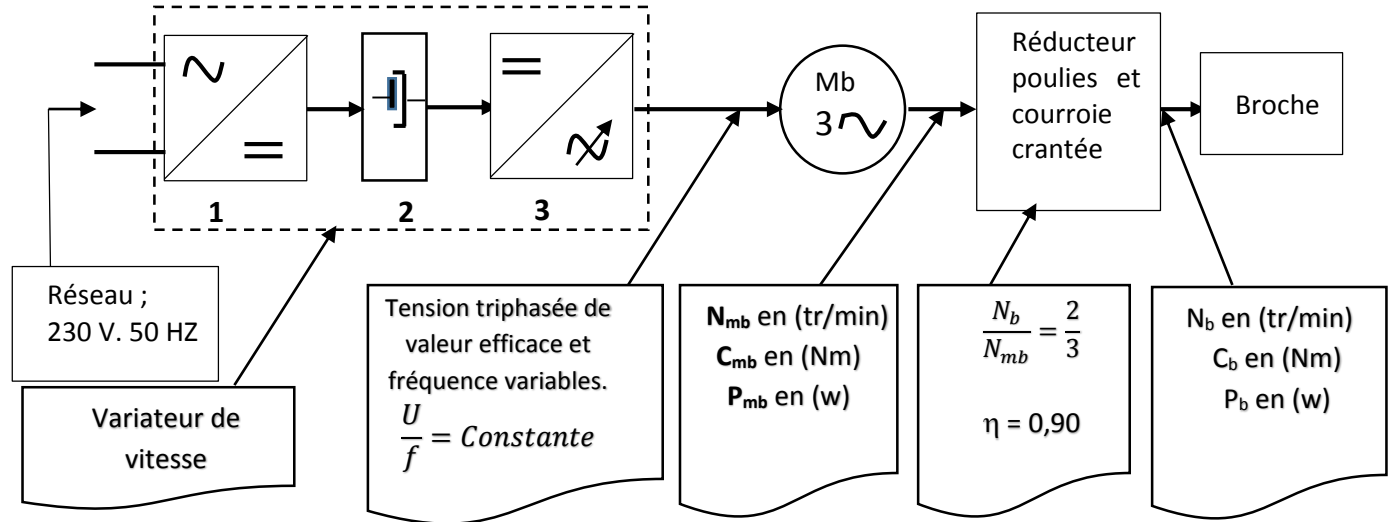 Mb
3
Réducteur
poulies et
courroie
crantée
Broche
1
2
3
Réseau ;
230 V. 50 HZ
Variateur de
vitesse
Tension triphasée de
valeur efficace et
fréquence variables.
U/f = Constante
Nmb en (tr/min)
Cmb en (Nm)
Pmb en (w)
Nb/Nmb = 2/3
η = 0,90
Nb en (tr/min)
Cb en (Nm)
Pb en (w)